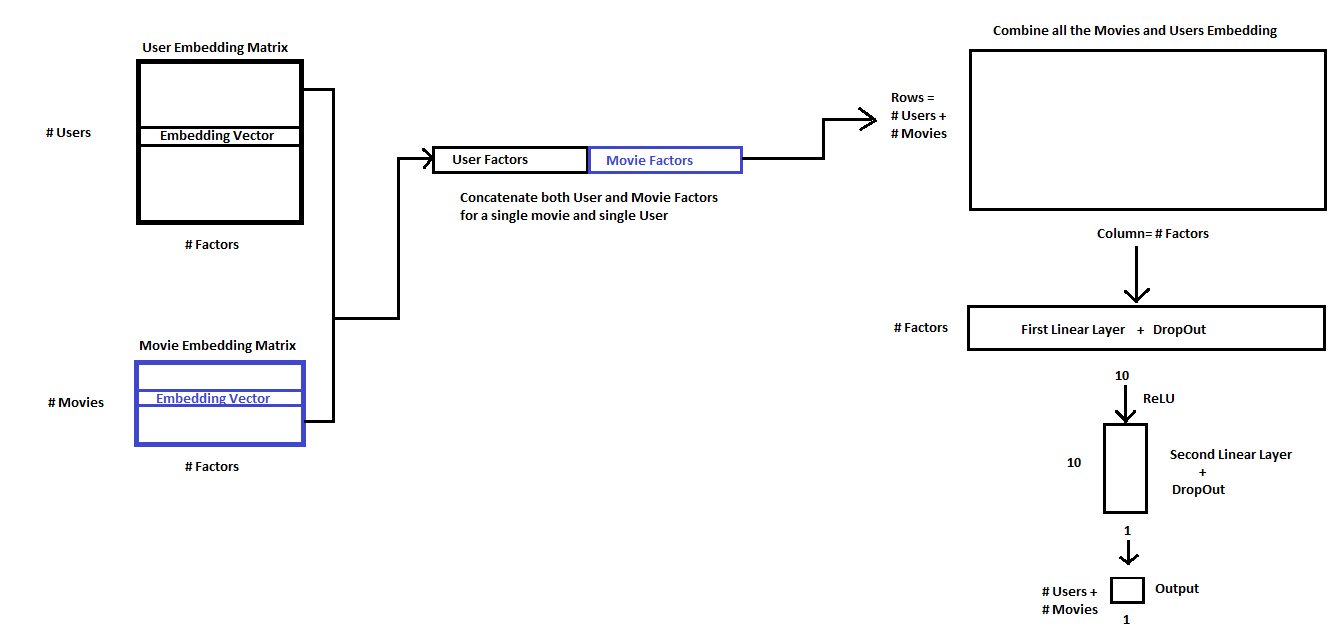 User Embedding Matrix
# Users
Embedding Vector
# Factors
Movie Embedding Matrix
# Movies
Embedding Vector
# Factors
User Factors
Movie Factors
Concatenate both User and Movie Factors
for a single movie and single User
Combine all the Movies and Users Embedding
Rows =
# Users +
# Movies
Column= # Factors
# Factors
First Linear Layer + DropOut
10
ReLU
10
Second Linear Layer
+
DropOut
1
# Users +
# Movies
Output
1